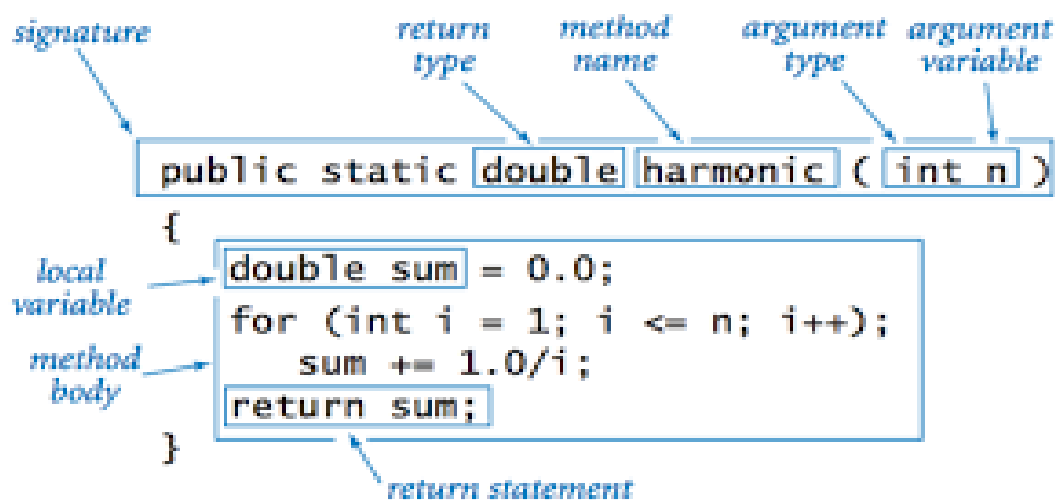 signature
return type
method name
argument type
argument variable
public static double harmonic ( int n )
{
local variable
double sum = 0.0;
for (int i = 1; i <= n; i++);
method body
sum += 1.0/i;
return sum;
}
return statement